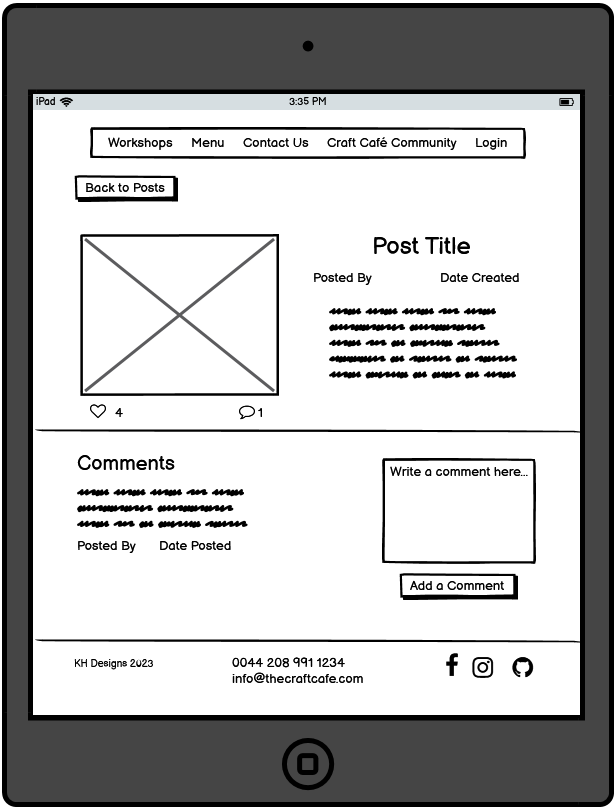 iPad 3:35 PM
Workshops Menu Contact Us Craft Café Community Login
Back to Posts
Post Title
Posted By Date Created
4 1
Comments
Posted By Date Posted
Write a comment here...
Add a Comment
KH Designs 2023
0044 208 991 1234
info@thecraftcafe.com